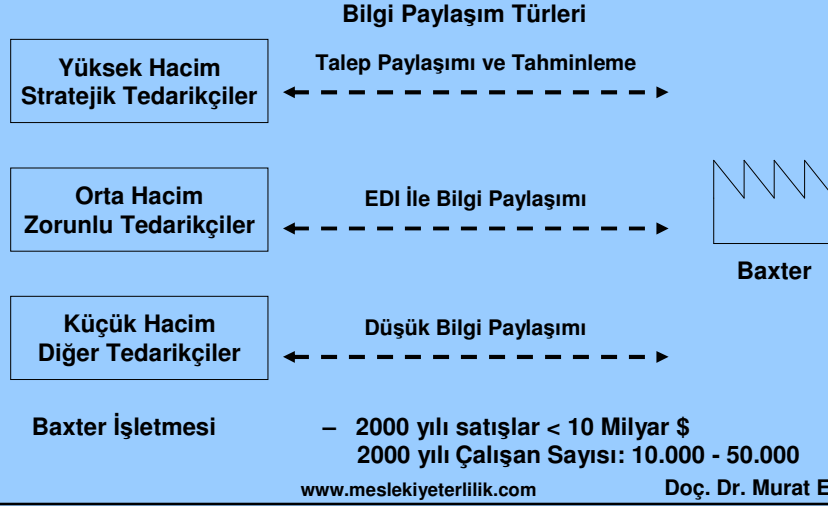 Bilgi Paylaşım Türleri
Yüksek Hacim
Stratejik Tedarikçiler
Talep Paylaşımı ve Tahminleme
Orta Hacim
Zorunlu Tedarikçiler
EDI İle Bilgi Paylaşımı
Baxter
Küçük Hacim
Diğer Tedarikçiler
Düşük Bilgi Paylaşımı
Baxter İşletmesi – 2000 yılı satışlar < 10 Milyar $
2000 yılı Çalışan Sayısı: 10.000 - 50.000
www.meslekiyeterlilik.com Doç. Dr. Murat E